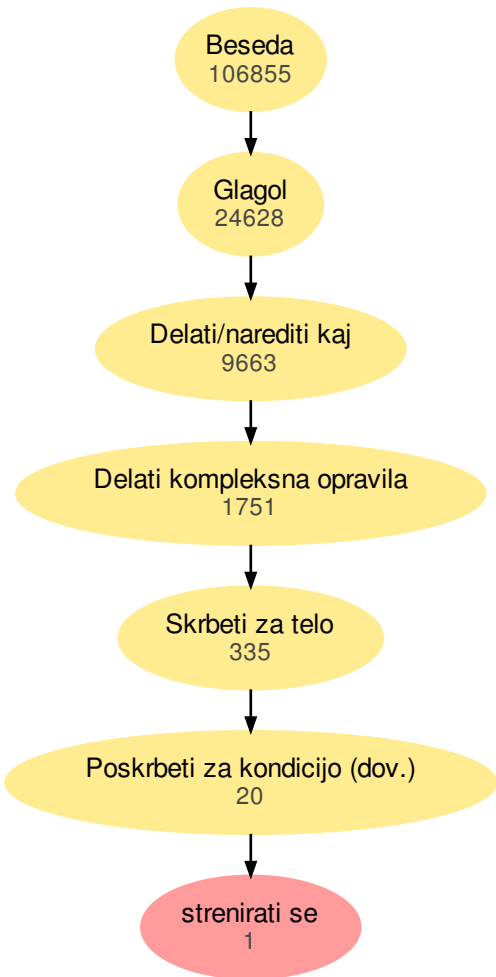 Beseda
106855
Glagol
24628
Delati/narediti kaj
9663
Delati kompleksna opravila
1751
Skrbeti za telo
335
Poskrbeti za kondicijo (dov.)
20
strenirati se
1